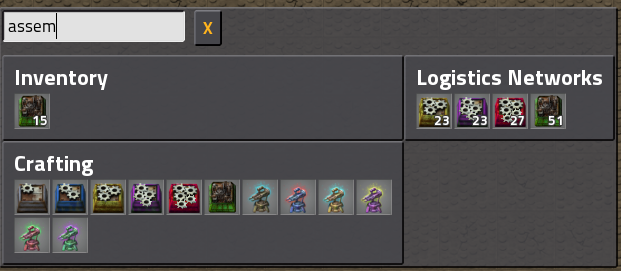 assem
X
Inventory
15
Logistics Networks
23 23 27 51
Crafting